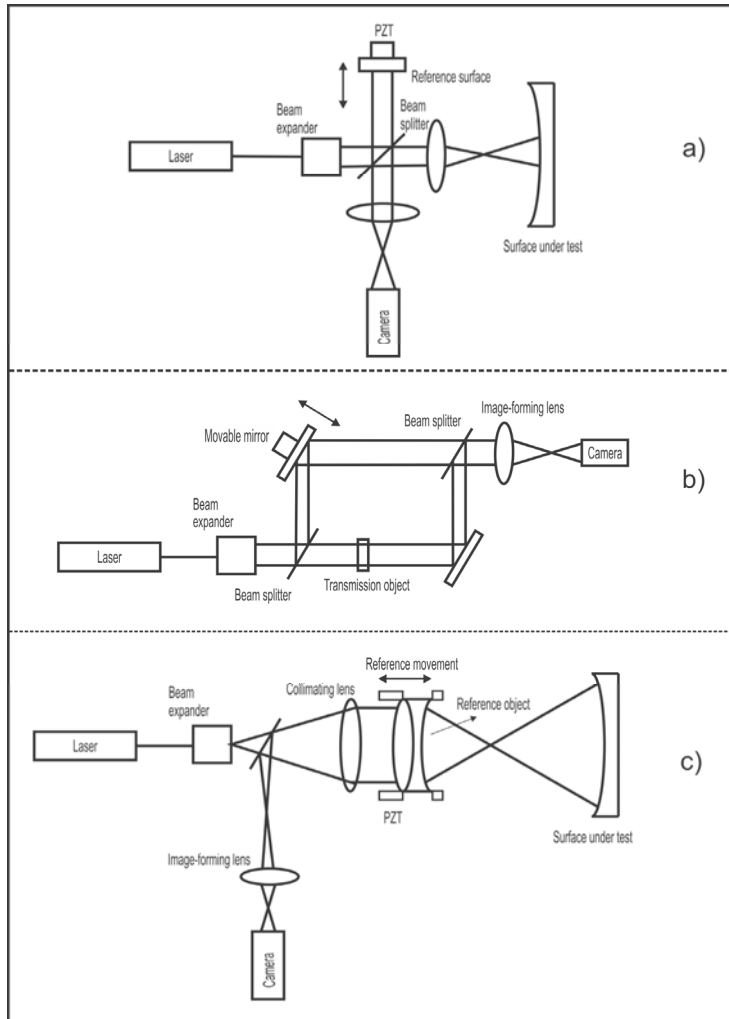 PZT
Reference surface
Beam
expander
Beam
splitter
Laser
a)
Surface under test
Camera
Beam splitter
Image-forming lens
Movable mirror
Camera
b)
Beam
expander
Laser
Transmission object
Beam splitter
Reference movement
Collimating lens
Beam
expander
Reference object
Laser
c)
PZT
Surface under test
Image-forming lens
Camera